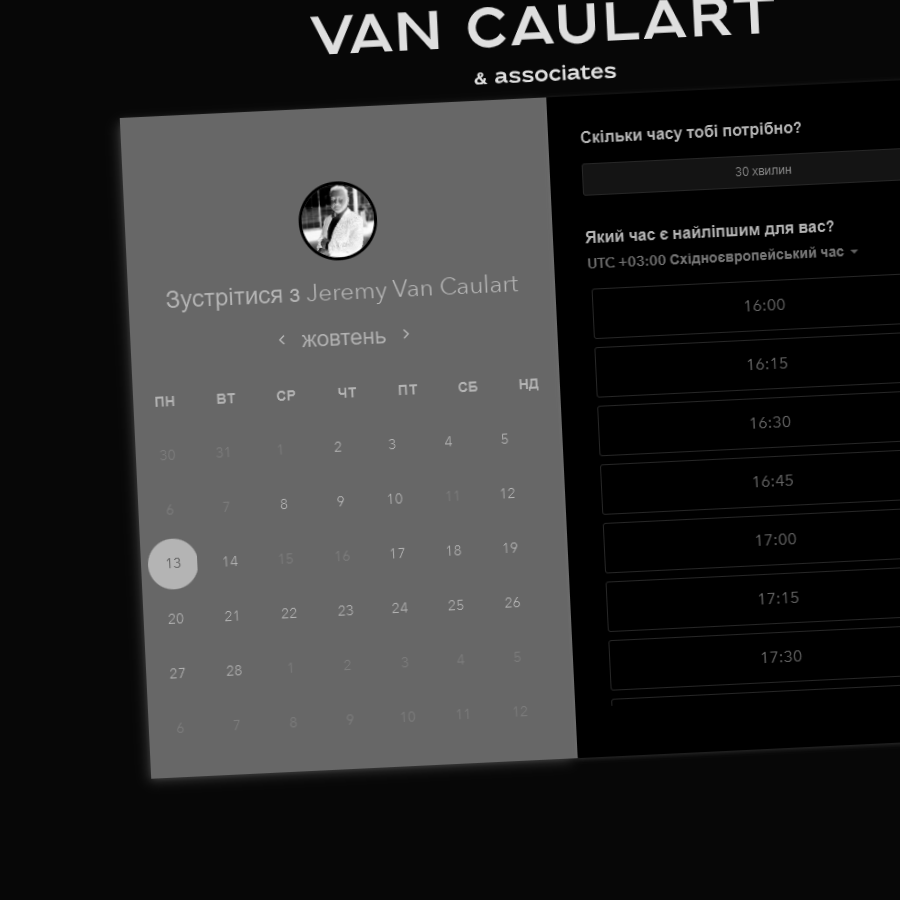 VAN CAULART
& associates
Зустрітися з Jeremy Van Caulart
жовтень
ПН ВТ СР ЧТ ПТ СБ НД
30 31 1 2 3 4 5
6 7 8 9 10 11 12
13 14 15 16 17 18 19
20 21 22 23 24 25 26
27 28 1 2 3 4 5
6 7 8 9 10 11 12
Скільки часу тобі потрібно?
30 хвилин
Який час є найліпшим для вас?
UTC +03:00 Східноєвропейський час
16:00
16:15
16:30
16:45
17:00
17:15
17:30